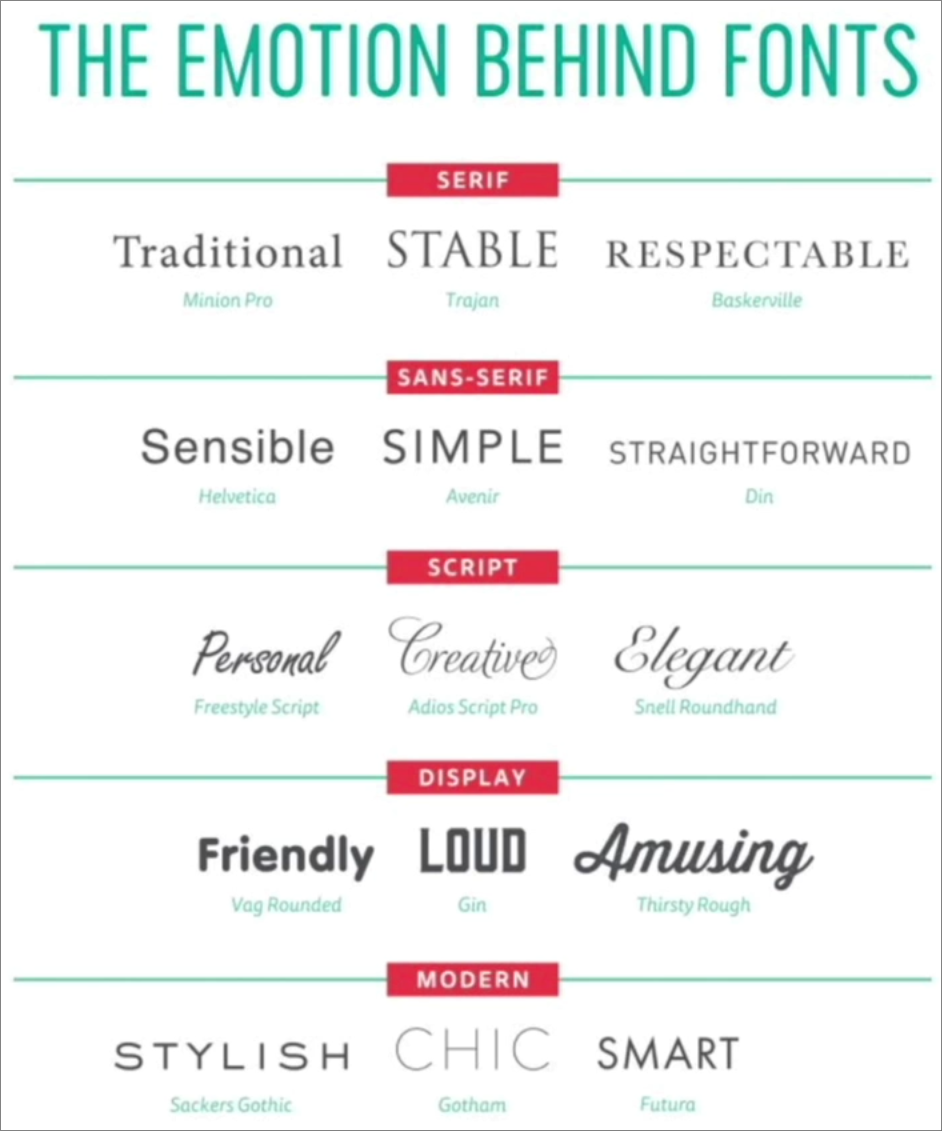 THE EMOTION BEHIND FONTS
SERIF
Traditional STABLE RESPECTABLE
Minion Pro Trajan Baskerville
SANS-SERIF
Sensible SIMPLE STRAIGHTFORWARD
Helvetica Avenir Din
SCRIPT
Personal Creative Elegant
Freestyle Script Adios Script Pro Snell Roundhand
DISPLAY
Friendly LOUD Amusing
Vag Rounded Gin Thirsty Rough
MODERN
STYLISH CHIC SMART
Sackers Gothic Gotham Futura